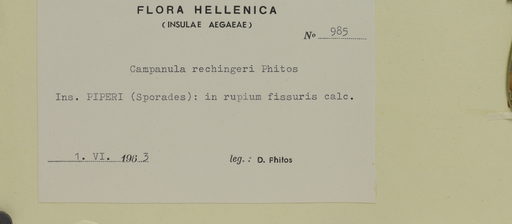 FLORA HELLENICA
(INSULAE AEGAEAE)
No 985
Campanula rechingeri Phitos
Ins. PIPERI (Sporades): in rupium fissuris calc.
1. VI. 1963 leg.: D. Phitos